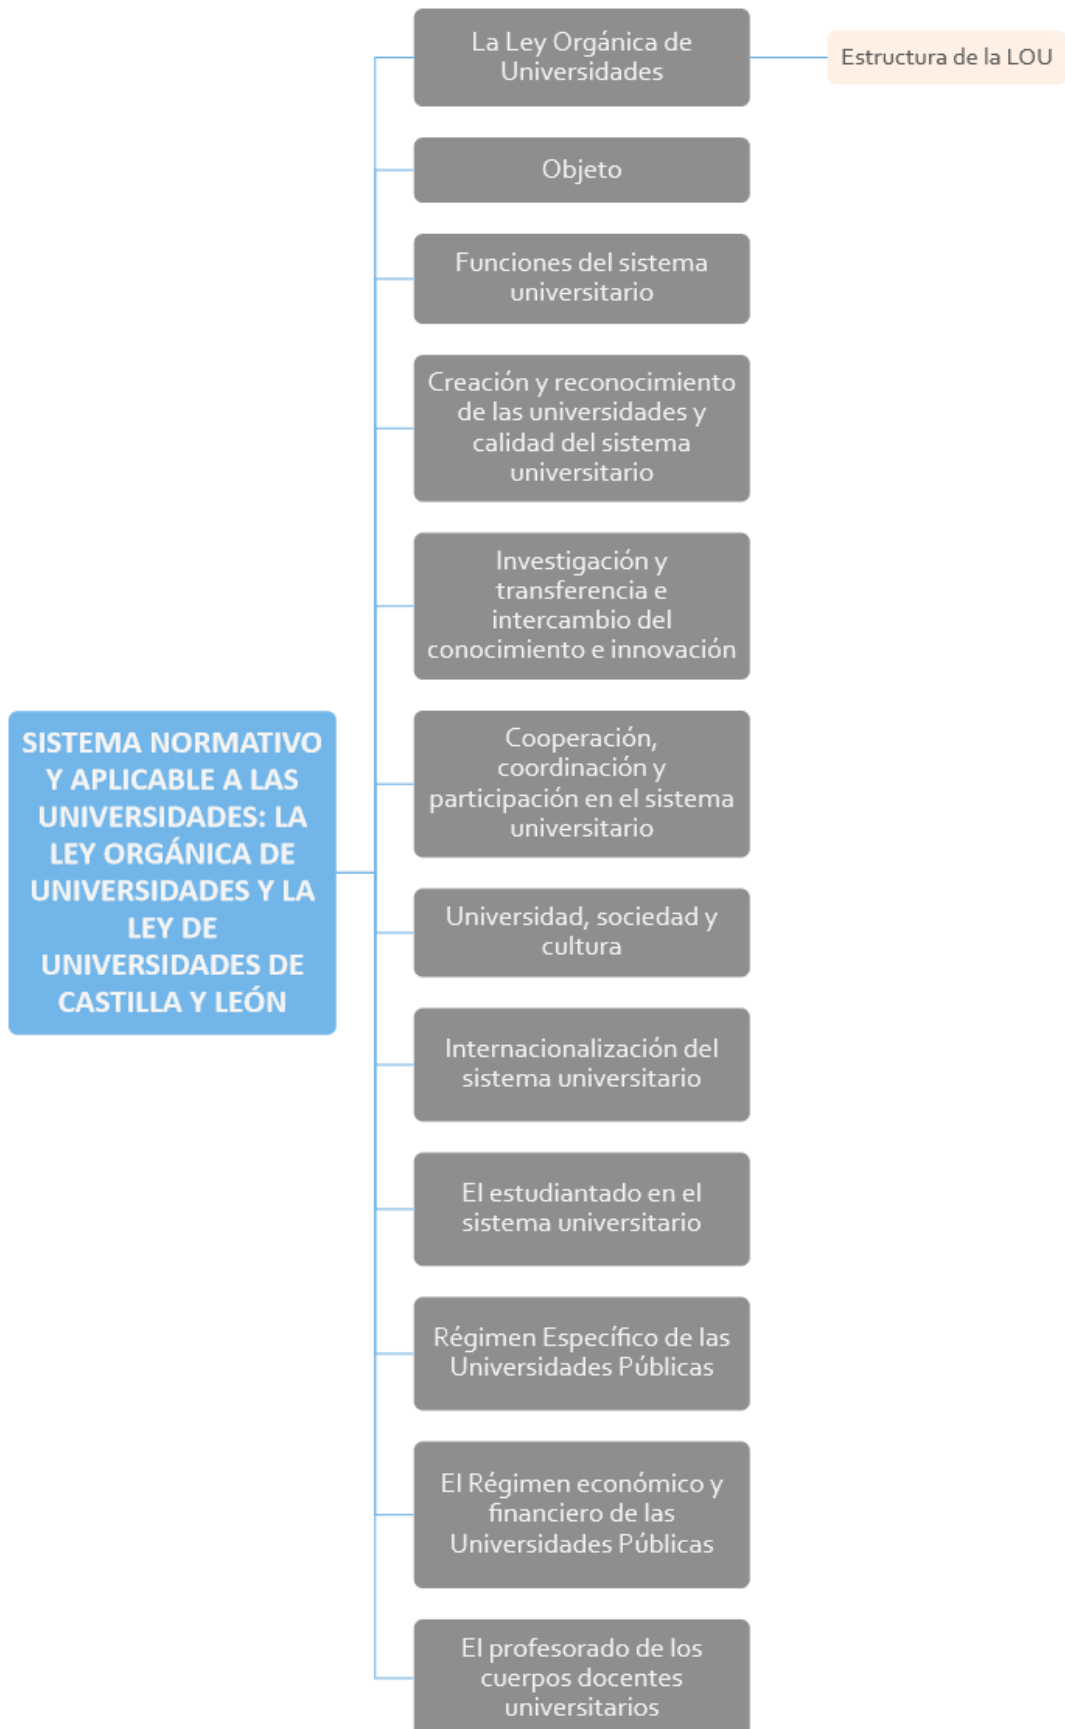 La Ley Orgánica de
Universidades
Estructura de la LOU
Objeto
Funciones del sistema
universitario
Creación y reconocimiento
de las universidades y
calidad del sistema
universitario
Investigación y
transferencia e
intercambio del
conocimiento e innovación
SISTEMA NORMATIVO
Y APLICABLE A LAS
UNIVERSIDADES: LA
LEY ORGÁNICA DE
UNIVERSIDADES Y LA
LEY DE
UNIVERSIDADES DE
CASTILLA Y LEÓN
Cooperación,
coordinación y
participación en el sistema
universitario
Universidad, sociedad y
cultura
Internacionalización del
sistema universitario
El estudiantado en el
sistema universitario
Régimen Específico de las
Universidades Públicas
El Régimen económico y
financiero de las
Universidades Públicas
El profesorado de los
cuerpos docentes
universitarios